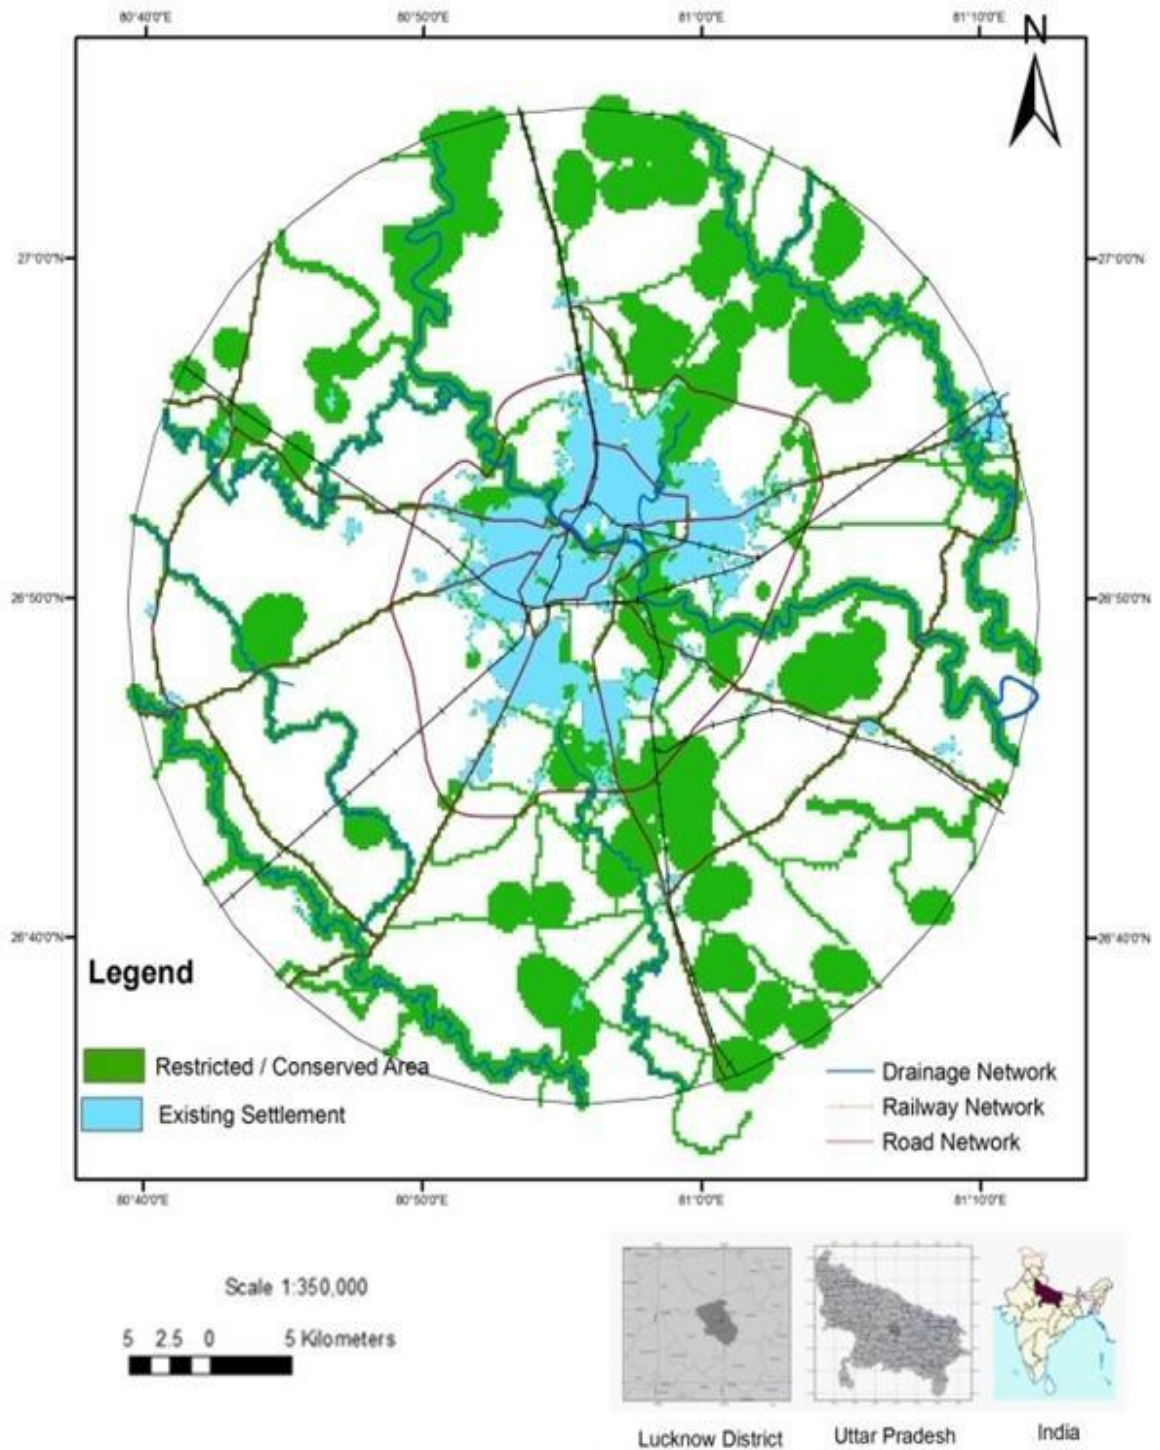 80°40'0"E 80°50'0"E 81°0'0"E 81°10'0"E
N
27°0'0"N 27°0'0"N
26°50'0"N 26°50'0"N
26°40'0"N 26°40'0"N
Legend
Restricted / Conserved Area
Existing Settlement
Drainage Network
Railway Network
Road Network
80°40'0"E 80°50'0"E 81°0'0"E 81°10'0"E
Scale 1:350,000
5 2.5 0 5 Kilometers
Lucknow District Uttar Pradesh India